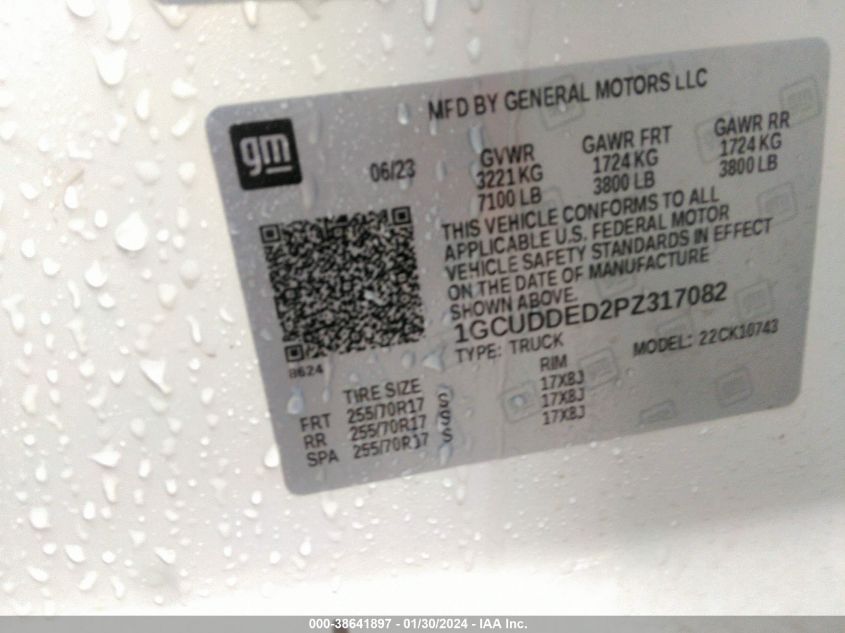 MFD BY GENERAL MOTORS LLC
gm
06/23
GVWR GAWR FRT GAWR RR
3221 KG 1724 KG 1724 KG
7100 LB 3800 LB 3800 LB
THIS VEHICLE CONFORMS TO ALL
APPLICABLE U.S. FEDERAL MOTOR
VEHICLE SAFETY STANDARDS IN EFFECT
ON THE DATE OF MANUFACTURE
SHOWN ABOVE.
1GCUDDED2PZ317082
TYPE: TRUCK MODEL: 22CK10743
8624
TIRE SIZE RIM
FRT 255/70R17 S 17X8J
RR 255/70R17 S 17X8J
SPA 255/70R17 S 17X8J
000-38641897 - 01/30/2024 - IAA Inc.